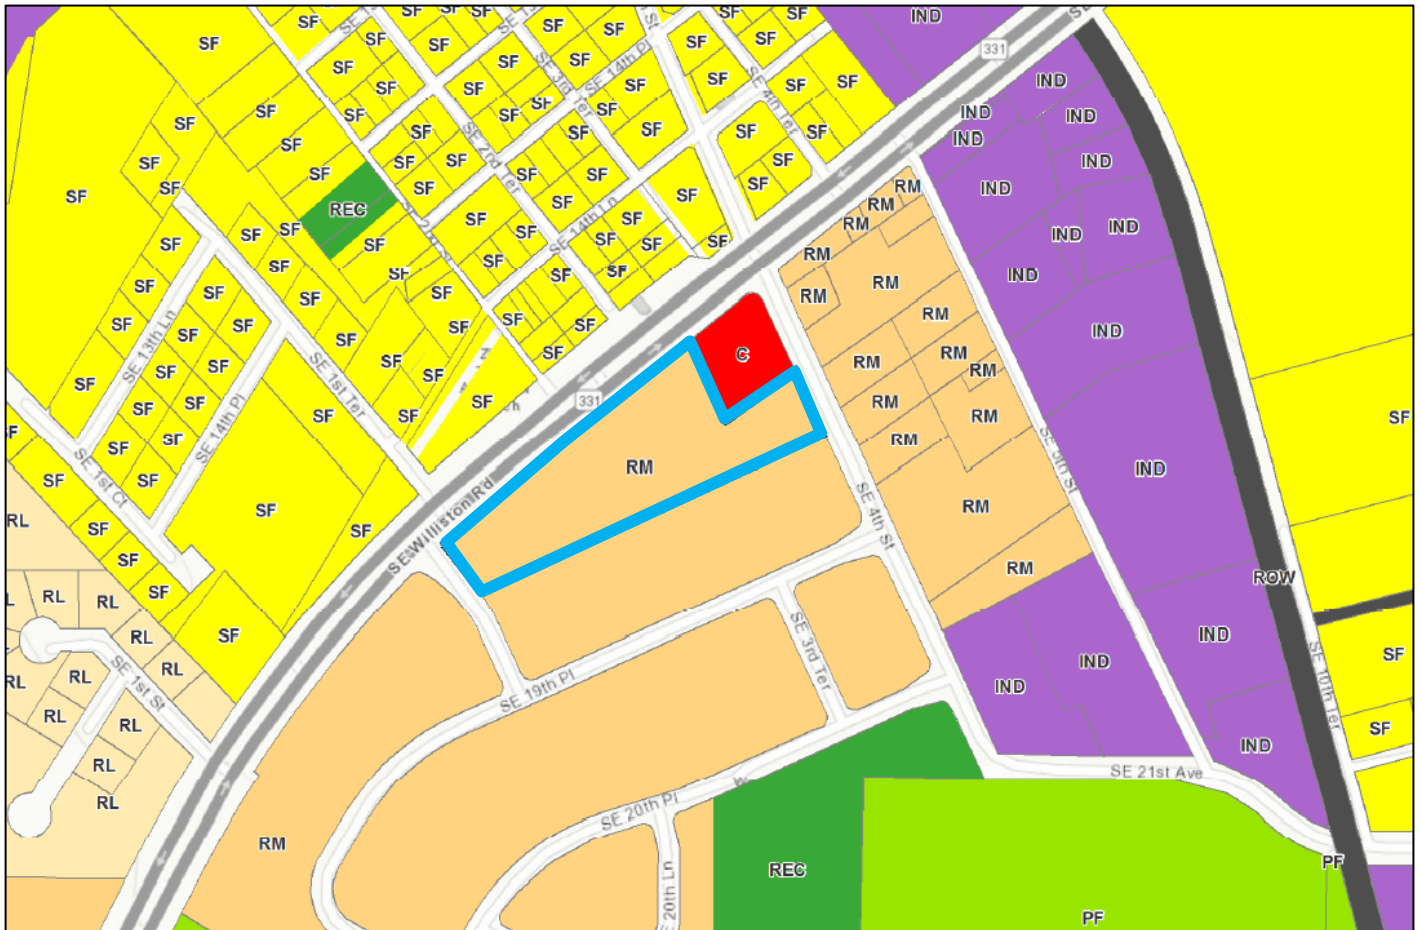 SF
SF
SF
SF
SF
SF
IND
SE
331
SF
SF
SF
SF
SE 14th Pl
SE 3rd Ter
SE 4th Ter
SF
SF
SF
SF
SF
SF
SF
SF
SF
IND
IND
IND
IND
IND
SF
SF
SF
SF
SF
SF
SF
SF
SF
SE 2nd Ter
SF
SF
SF
SF
SF
SF
SF
SF
SF
SF
SF
REC
SE 2nd St
SE 14th Ln
SF
SF
SF
SF
SF
SF
SF
RM
RM
RM
IND
IND
IND
IND
SF
SF
SF
SF
SF
SF
SF
SF
SF
SF
SF
RM
RM
RM
RM
C
SE 13th Ln
SF
SF
SF
SF
SF
SF
SF
SF
SF
SF
SF
SE 1st Ter
331
RM
RM
RM
RM
RM
RM
IND
SF
SF
SF
SF
SF
SF
SF
SF
SF
SE 14th Pl
SE 1st Ct
SF
SF
SF
SF
RM
RM
SE 5th St
IND
SF
RL
SF
SF
SF
SF
SF
SE Williston Rd
SE 4th St
RM
RM
ROW
RL
RL
RL
RL
SF
SF
RL
RL
RL
SE 1st St
RL
RL
RL
RL
SE 19th Pl
SE 3rd Ter
IND
IND
IND
SE 10th Ter
SF
SF
IND
SE 21st Ave
SE 20th Pl
SE 20th Ln
RM
REC
PF
PF